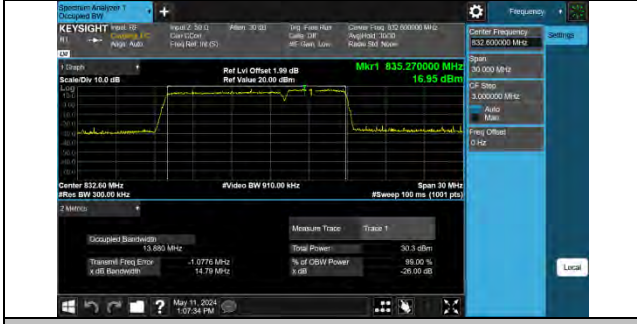 Spectrum Analyzer 1
Occupied BW
Frequency
KEYSIGHT
Input: RF
Coupling: DC
Align: Auto
Input Z: 50 Ω
Corr CCorr
Freq Ref: Int (S)
Atten: 30 dB
Trig: Free Run
Gate: Off
#IF Gain: Low
Center Freq: 832.600000 MHz
Avg|Hold: 10/10
Radio Std: None
Center Frequency
832.600000 MHz
Settings
Span
30.000 MHz
CF Step
3.000000 MHz
Auto
Man
Freq Offset
0 Hz
1 Graph
Scale/Div 10.0 dB
Ref Lvl Offset 1.99 dB
Ref Value 20.00 dBm
Mkr1 835.270000 MHz
16.95 dBm
Log
Center 832.60 MHz
#Res BW 300.00 kHz
#Video BW 910.00 kHz
Span 30 MHz
#Sweep 100 ms (1001 pts)
2 Metrics
Measure Trace
Trace 1
Occupied Bandwidth
13.880 MHz
Total Power
30.3 dBm
Transmit Freq Error
-1.0776 MHz
% of OBW Power
99.00 %
x dB Bandwidth
14.79 MHz
x dB
-26.00 dB
Local
May 11, 2024
1:07:34 PM